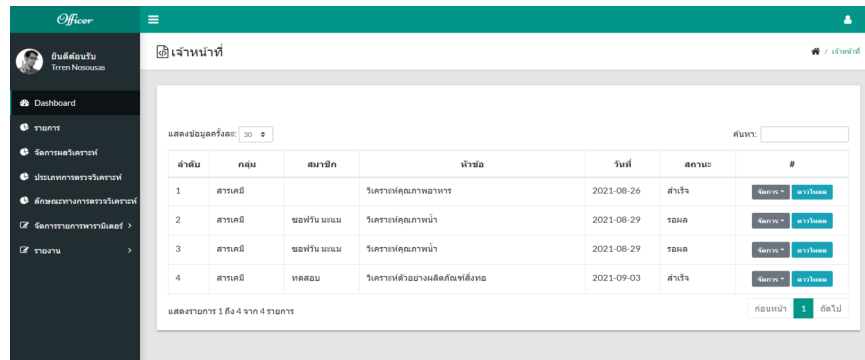 Officer
ยินดีต้อนรับ
Trren Nosousas
Dashboard
รายการ
จัดการผลวิเคราะห์
ประเภทการตรวจวิเคราะห์
ลักษณะทางการตรวจวิเคราะห์
จัดการรายการพารามิเตอร์ >
รายงาน >
เจ้าหน้าที่
/ เจ้าหน้าที่
แสดงข้อมูลครั้งละ: 30
ค้นหา:
ลำดับ กลุ่ม สมาชิก หัวข้อ วันที่ สถานะ #
1 สารเคมี วิเคราะห์คุณภาพอาหาร 2021-08-26 สำเร็จ จัดการ ดาวโหลด
2 สารเคมี ซอฟวัน มะแม วิเคราะห์คุณภาพน้ำ 2021-08-29 รอผล จัดการ ดาวโหลด
3 สารเคมี ซอฟวัน มะแม วิเคราะห์คุณภาพน้ำ 2021-08-29 รอผล จัดการ ดาวโหลด
4 สารเคมี ทดสอบ วิเคราะห์ตัวอย่างผลิตภัณฑ์สิ่งทอ 2021-09-03 สำเร็จ จัดการ ดาวโหลด
แสดงรายการ 1 ถึง 4 จาก 4 รายการ
ก่อนหน้า 1 ถัดไป